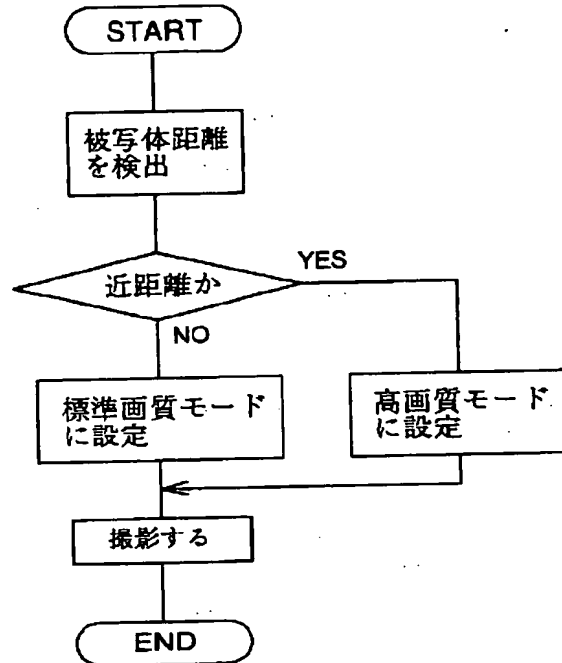 START
被写体距離
を検出
近距離か
YES
NO
標準画質モード
に設定
高画質モード
に設定
撮影する
END